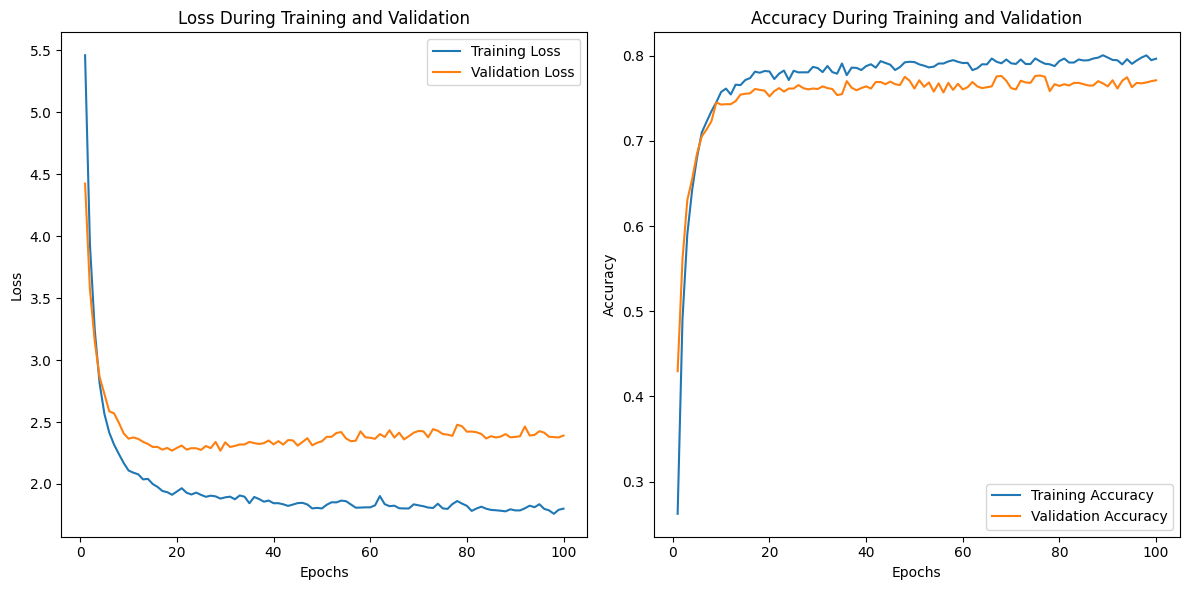 Loss During Training and Validation
5.5
5.0
4.5
4.0
3.5
3.0
2.5
2.0
Loss
Training Loss
Validation Loss
0 20 40 60 80 100
Epochs
Accuracy During Training and Validation
0.8
0.7
0.6
0.5
0.4
0.3
Accuracy
Training Accuracy
Validation Accuracy
0 20 40 60 80 100
Epochs